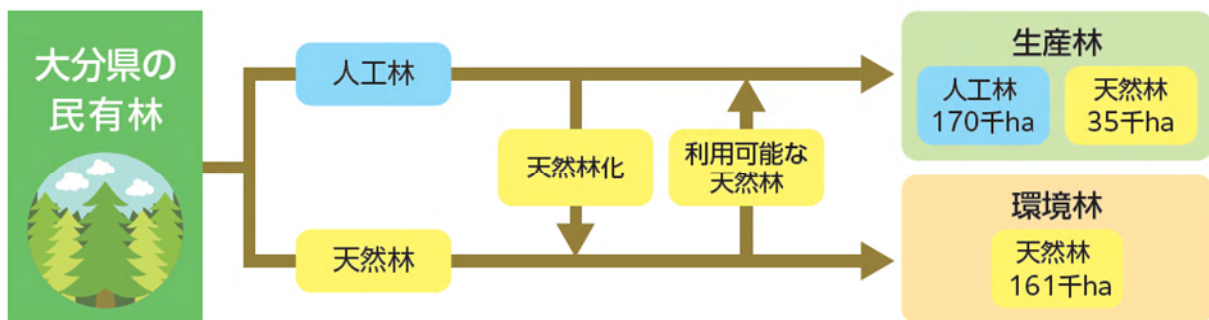 大分県の
民有林
人工林
天然林
天然林化
利用可能な
天然林
生産林
人工林
170千ha
天然林
35千ha
環境林
天然林
161千ha